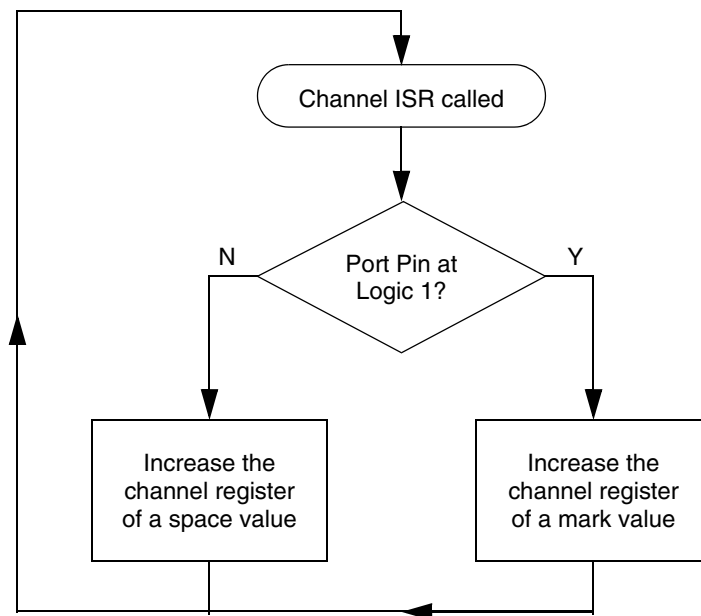 Channel ISR called
N
Y
Port Pin at
Logic 1?
Increase the
channel register
of a space value
Increase the
channel register
of a mark value